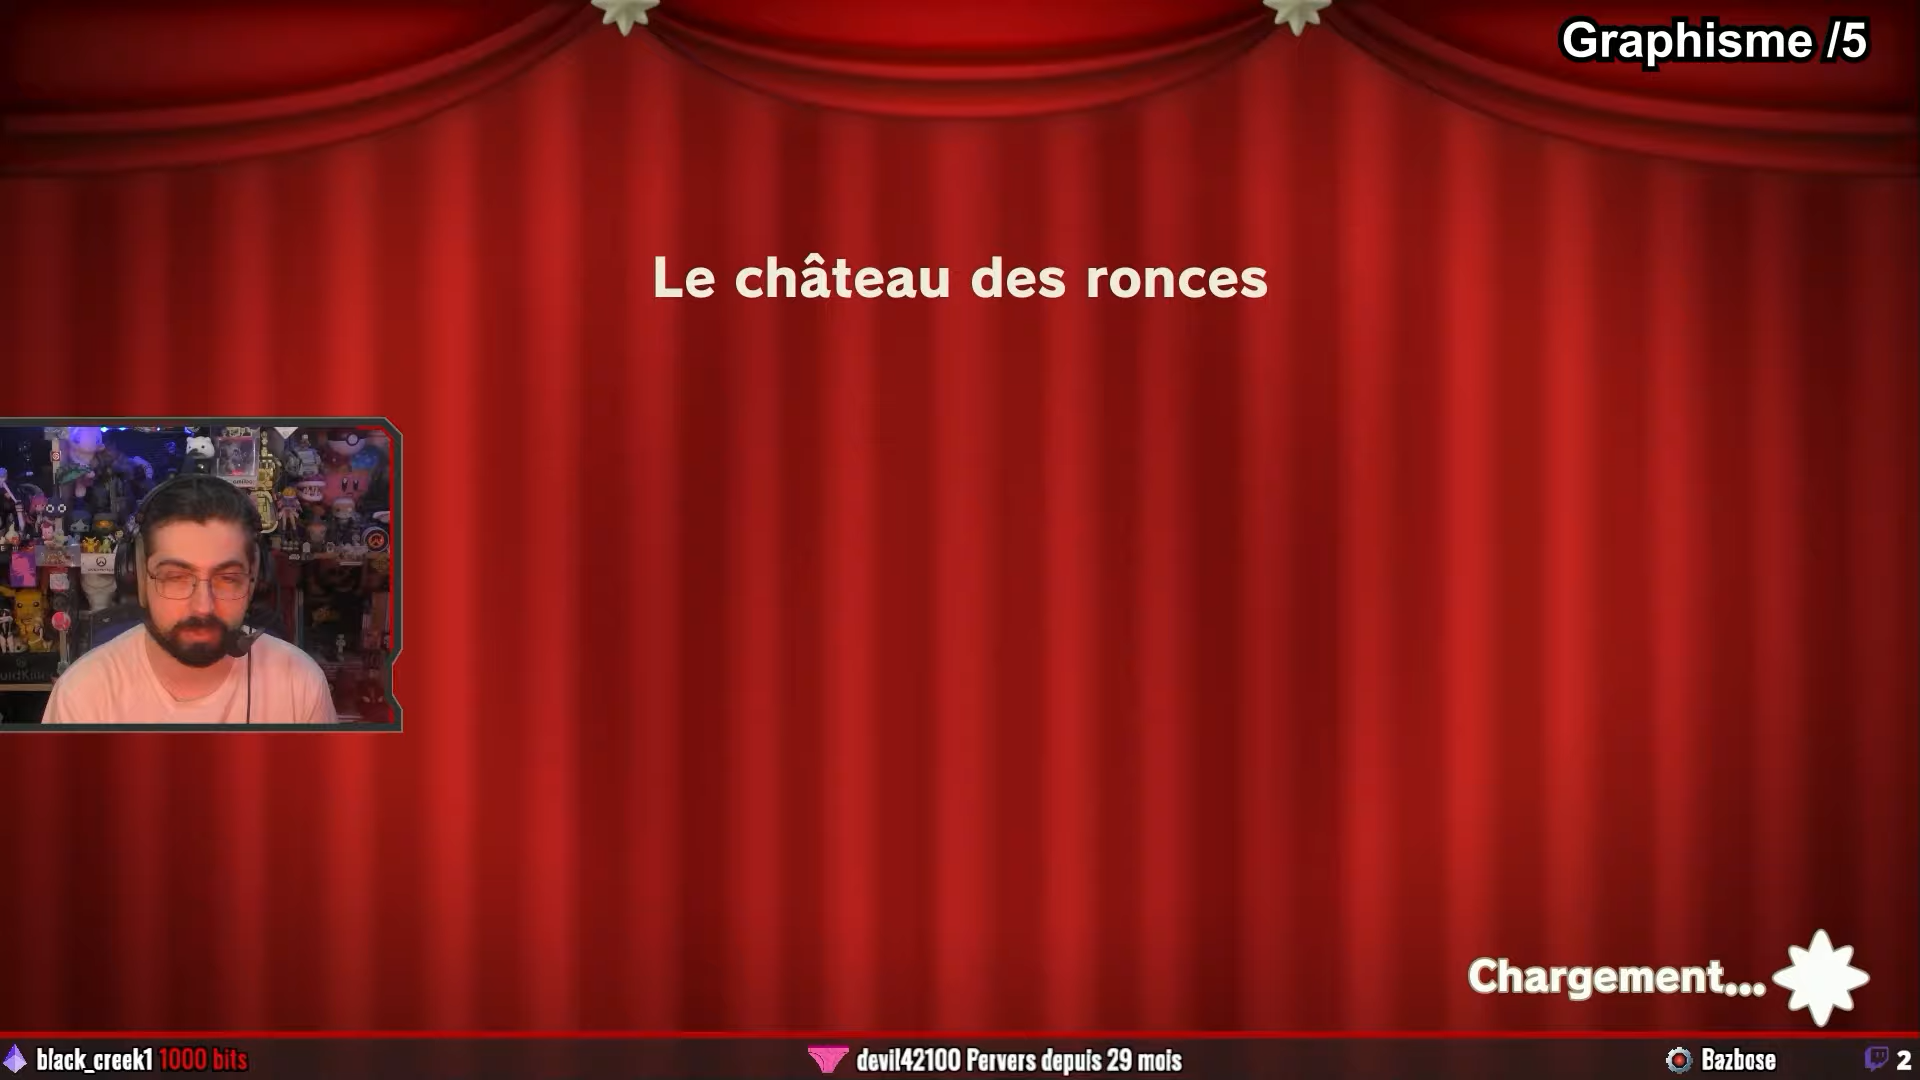 Graphisme /5
Le château des ronces
Chargement...
black_creek1 1000 bits
devil42100 Pervers depuis 29 mois
Bazbose
2